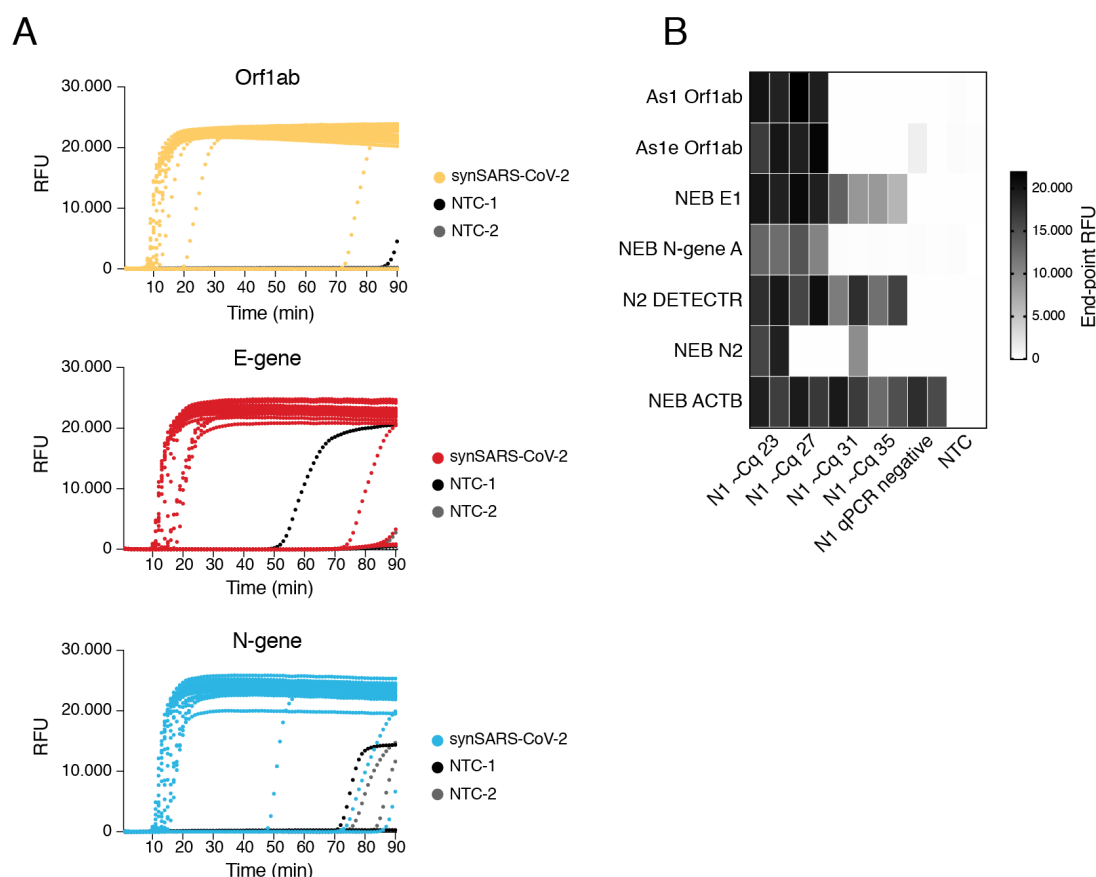 A
Orf1ab
30.000
20.000
10.000
0
RFU
10 20 30 40 50 60 70 80 90
Time (min)
synSARS-CoV-2
NTC-1
NTC-2
E-gene
30.000
20.000
10.000
0
RFU
10 20 30 40 50 60 70 80 90
Time (min)
synSARS-CoV-2
NTC-1
NTC-2
N-gene
30.000
20.000
10.000
0
RFU
10 20 30 40 50 60 70 80 90
Time (min)
synSARS-CoV-2
NTC-1
NTC-2
B
As1 Orf1ab
As1e Orf1ab
NEB E1
NEB N-gene A
N2 DETECTR
NEB N2
NEB ACTB
N1 ~Cq 23
N1 ~Cq 27
N1 ~Cq 31
N1 ~Cq 35
N1 qPCR negative
NTC
20.000
15.000
10.000
5.000
0
End-point RFU